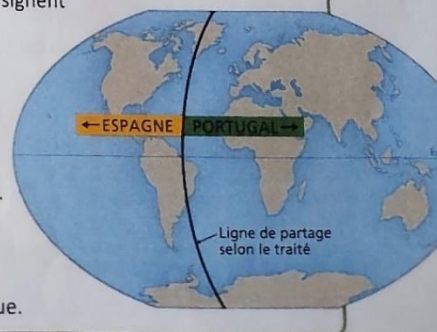 signent
←ESPAGNE PORTUGAL→
Ligne de partage
selon le traité
ue.